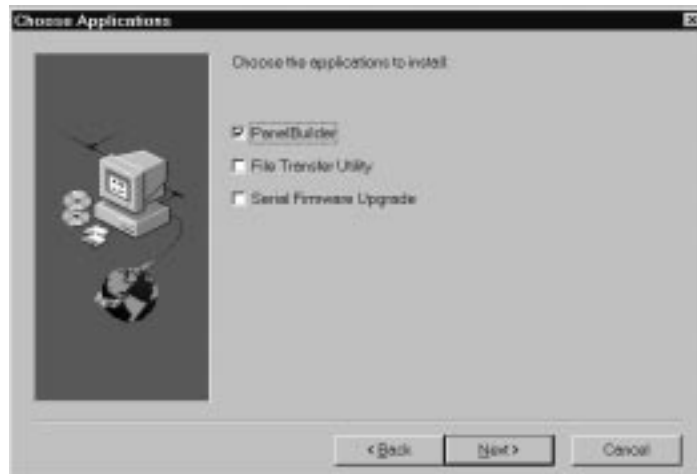 Choose Applications
Choose the applications to install:
PanelBuilder
File Transfer Utility
Serial Firmware Upgrade
< Back
Next >
Cancel